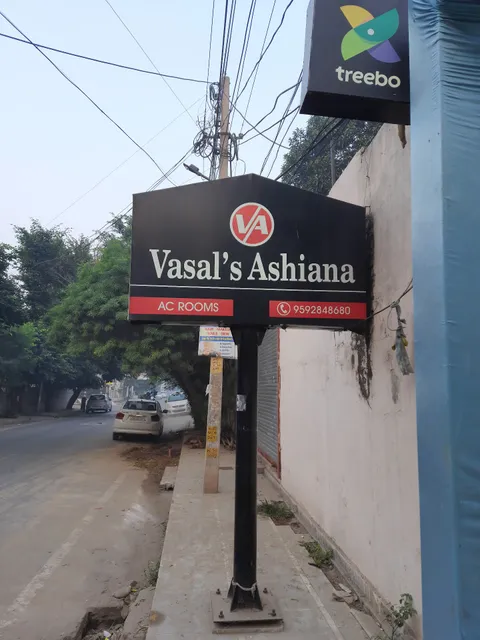 treebo
VA
Vasal's Ashiana
AC ROOMS
9592848680